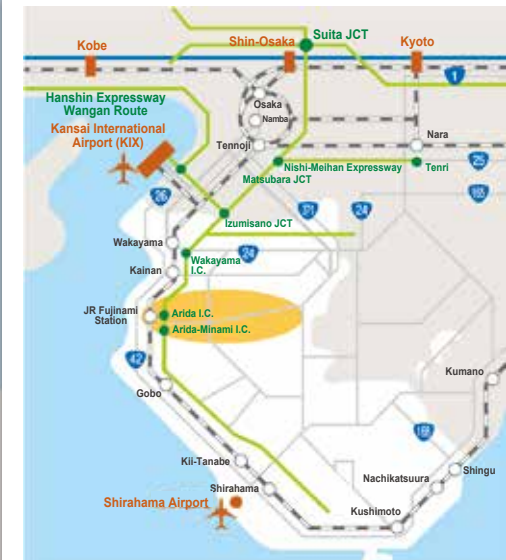 Kobe
Shin-Osaka
Suita JCT
Kyoto
1
Hanshin Expressway
Wangan Route
Osaka
Namba
Kansai International
Airport (KIX)
Tennoji
Nara
Nishi-Meihan Expressway
Tenri
25
Matsubara JCT
165
26
371
24
Izumisano JCT
Wakayama
24
Wakayama
I.C.
Kainan
JR Fujinami
Station
Arida I.C.
Arida-Minami I.C.
42
Kumano
Gobo
168
Kii-Tanabe
Shingu
Nachikatsuura
Shirahama
Shirahama Airport
Kushimoto